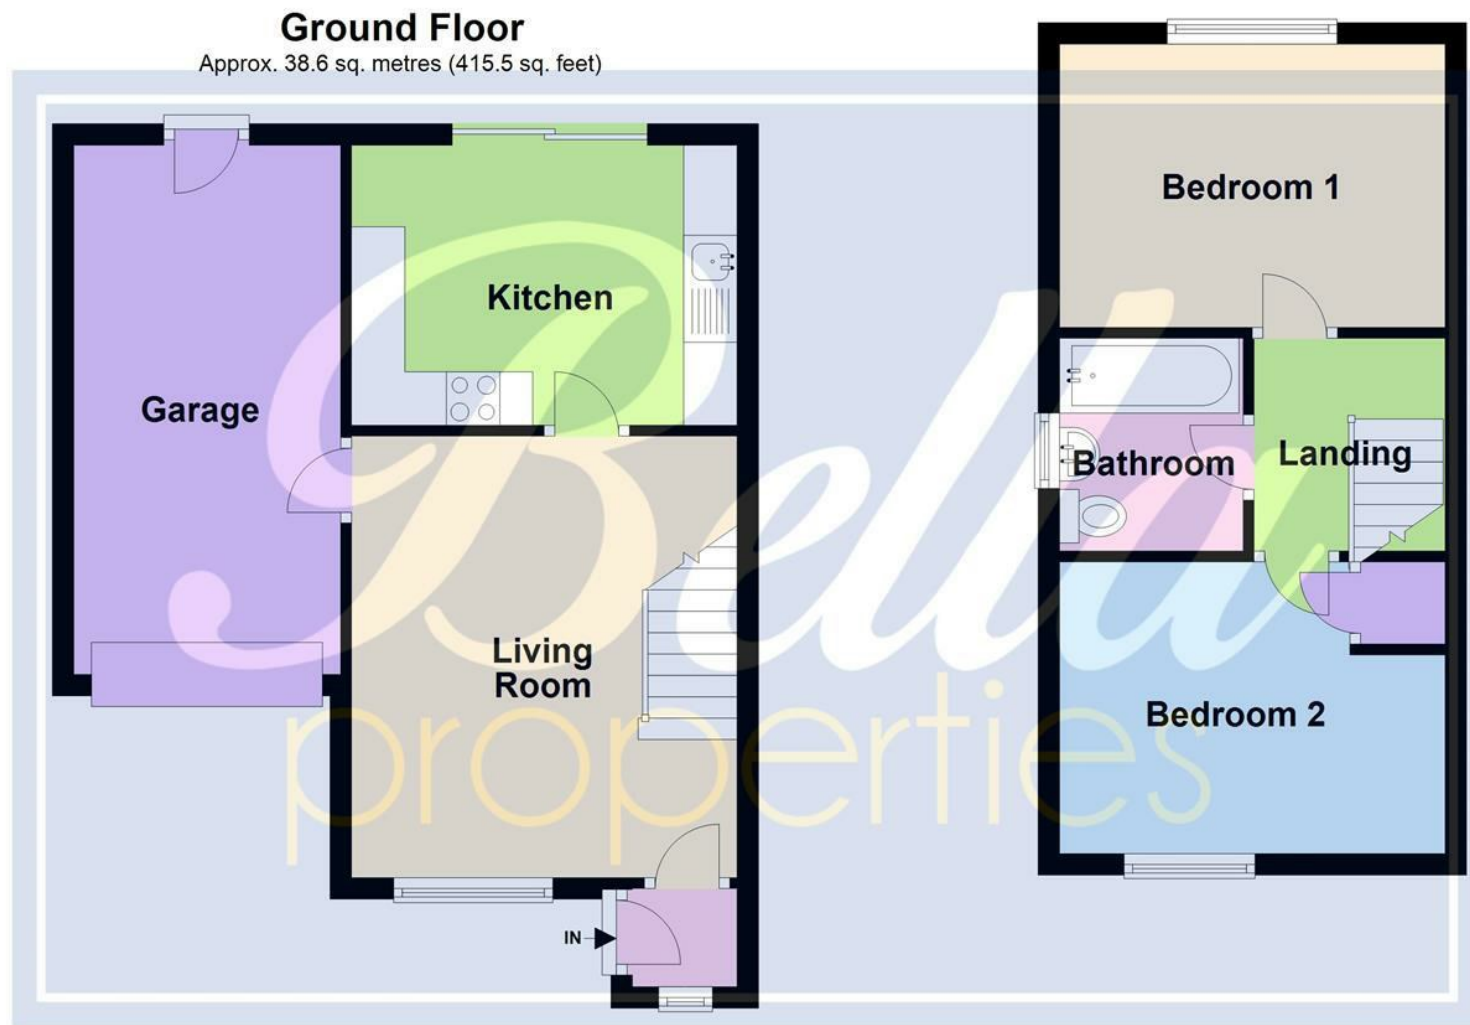 Ground Floor
Approx. 38.6 sq. metres (415.5 sq. feet)
Bedroom 1
Kitchen
Garage
Landing
Bathroom
Living
Room
Bedroom 2
IN
Bella
properties